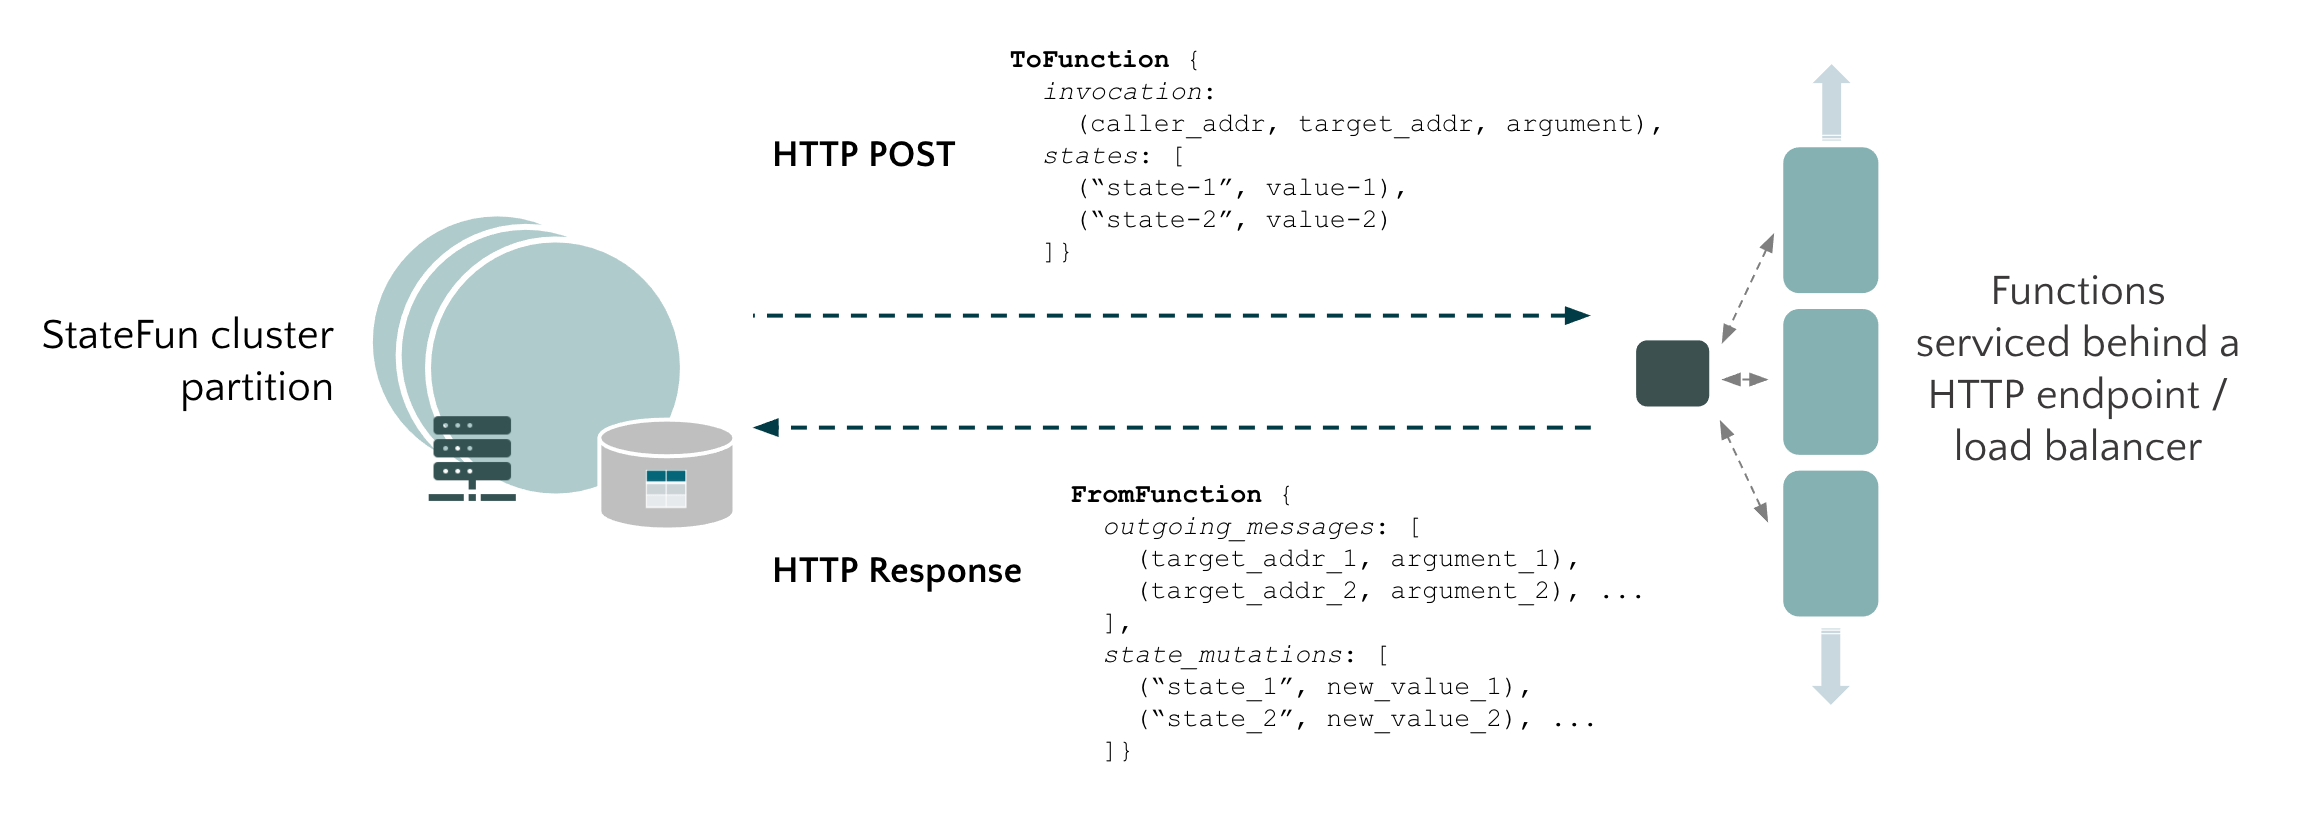 ToFunction {
invocation:
(caller_addr, target_addr, argument),
HTTP POST
states: [
(“state-1”, value-1),
(“state-2”, value-2)
]}
StateFun cluster
partition
Functions
serviced behind a
HTTP endpoint /
load balancer
FromFunction {
outgoing_messages: [
(target_addr_1, argument_1),
HTTP Response
(target_addr_2, argument_2), ...
],
state_mutations: [
(“state_1”, new_value_1),
(“state_2”, new_value_2), ...
]}